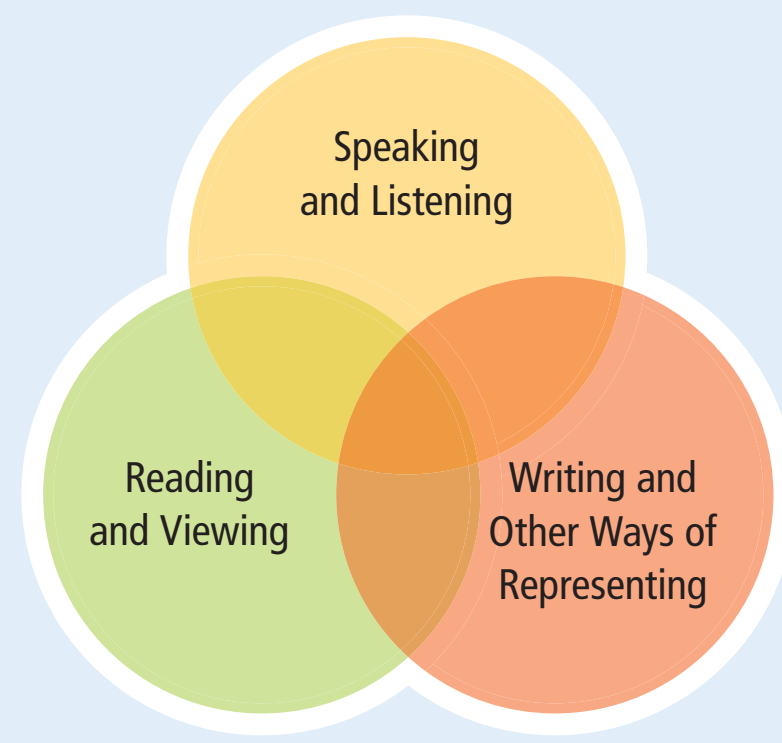 Speaking
and Listening
Reading
and Viewing
Writing and
Other Ways of
Representing